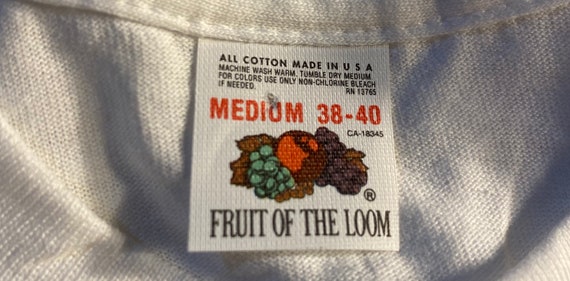 ALL COTTON MADE IN U S A
MACHINE WASH WARM, TUMBLE DRY MEDIUM.
FOR COLORS USE ONLY NON-CHLORINE BLEACH
IF NEEDED. RN 13765
MEDIUM 38-40
CA-18345
®
FRUIT OF THE LOOM